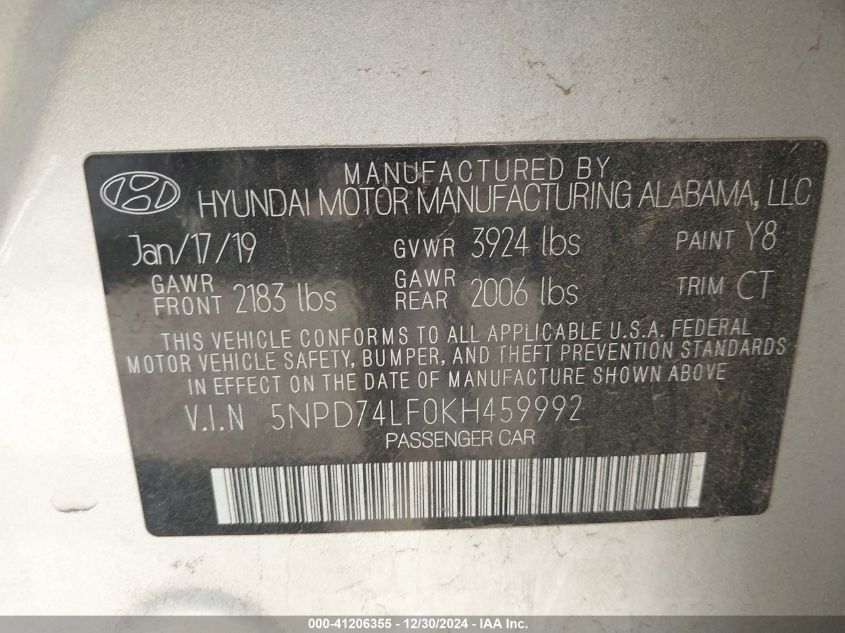 MANUFACTURED BY
HYUNDAI MOTOR MANUFACTURING ALABAMA, LLC
Jan/17/19 GVWR 3924 lbs PAINT Y8
GAWR FRONT 2183 lbs GAWR REAR 2006 lbs TRIM CT
THIS VEHICLE CONFORMS TO ALL APPLICABLE U.S.A. FEDERAL
MOTOR VEHICLE SAFETY, BUMPER, AND THEFT PREVENTION STANDARDS
IN EFFECT ON THE DATE OF MANUFACTURE SHOWN ABOVE
V.I.N 5NPD74LF0KH459992
PASSENGER CAR
000-41206355 - 12/30/2024 - IAA Inc.